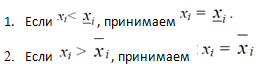 1. Если xᵢ < x̲ᵢ, принимаем xᵢ = x̲ᵢ.
2. Если xᵢ > x̅ᵢ, принимаем xᵢ = x̅ᵢ